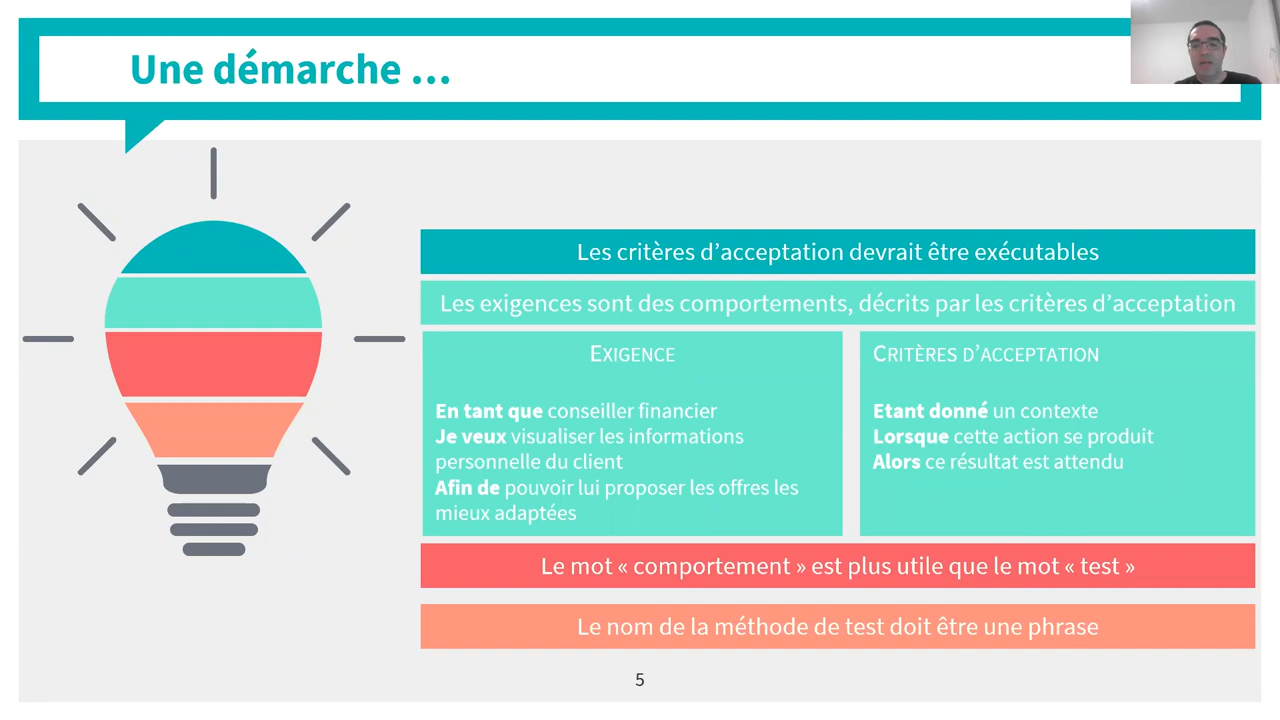 Une démarche ...
Les critères d’acceptation devrait être exécutables
Les exigences sont des comportements, décrits par les critères d’acceptation
EXIGENCE
En tant que conseiller financier
Je veux visualiser les informations
personnelle du client
Afin de pouvoir lui proposer les offres les
mieux adaptées
CRITÈRES D’ACCEPTATION
Etant donné un contexte
Lorsque cette action se produit
Alors ce résultat est attendu
Le mot « comportement » est plus utile que le mot « test »
Le nom de la méthode de test doit être une phrase
5